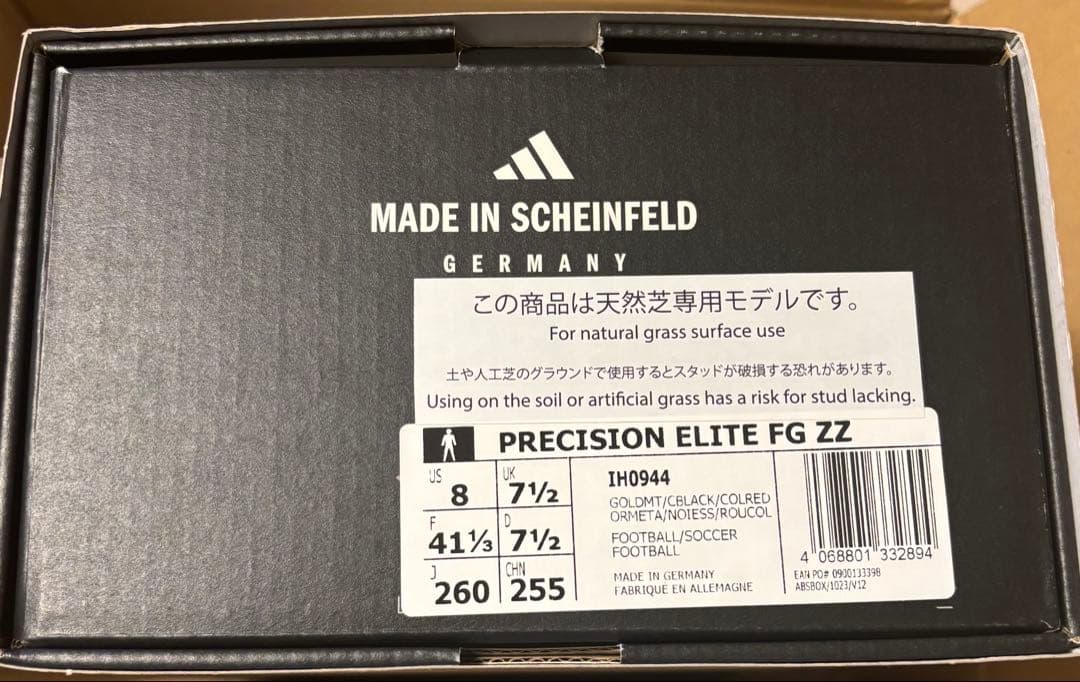 MADE IN SCHEINFELD
GERMANY
この商品は天然芝専用モデルです。
For natural grass surface use
土や人工芝のグラウンドで使用するとスタッドが破損する恐れがあります。
Using on the soil or artificial grass has a risk for stud lacking.
PRECISION ELITE FG ZZ
US 8 UK 7½
F 41⅓ D 7½
J 260 CHN 255
IH0944
GOLDMT/CBLACK/COLRED
ORMETA/NOIESS/ROUCOL
FOOTBALL/SOCCER
FOOTBALL
MADE IN GERMANY
FABRIQUÉ EN ALLEMAGNE
4 068801 332894
EAN PO# 0900133398
ABSBOX/1023/V12